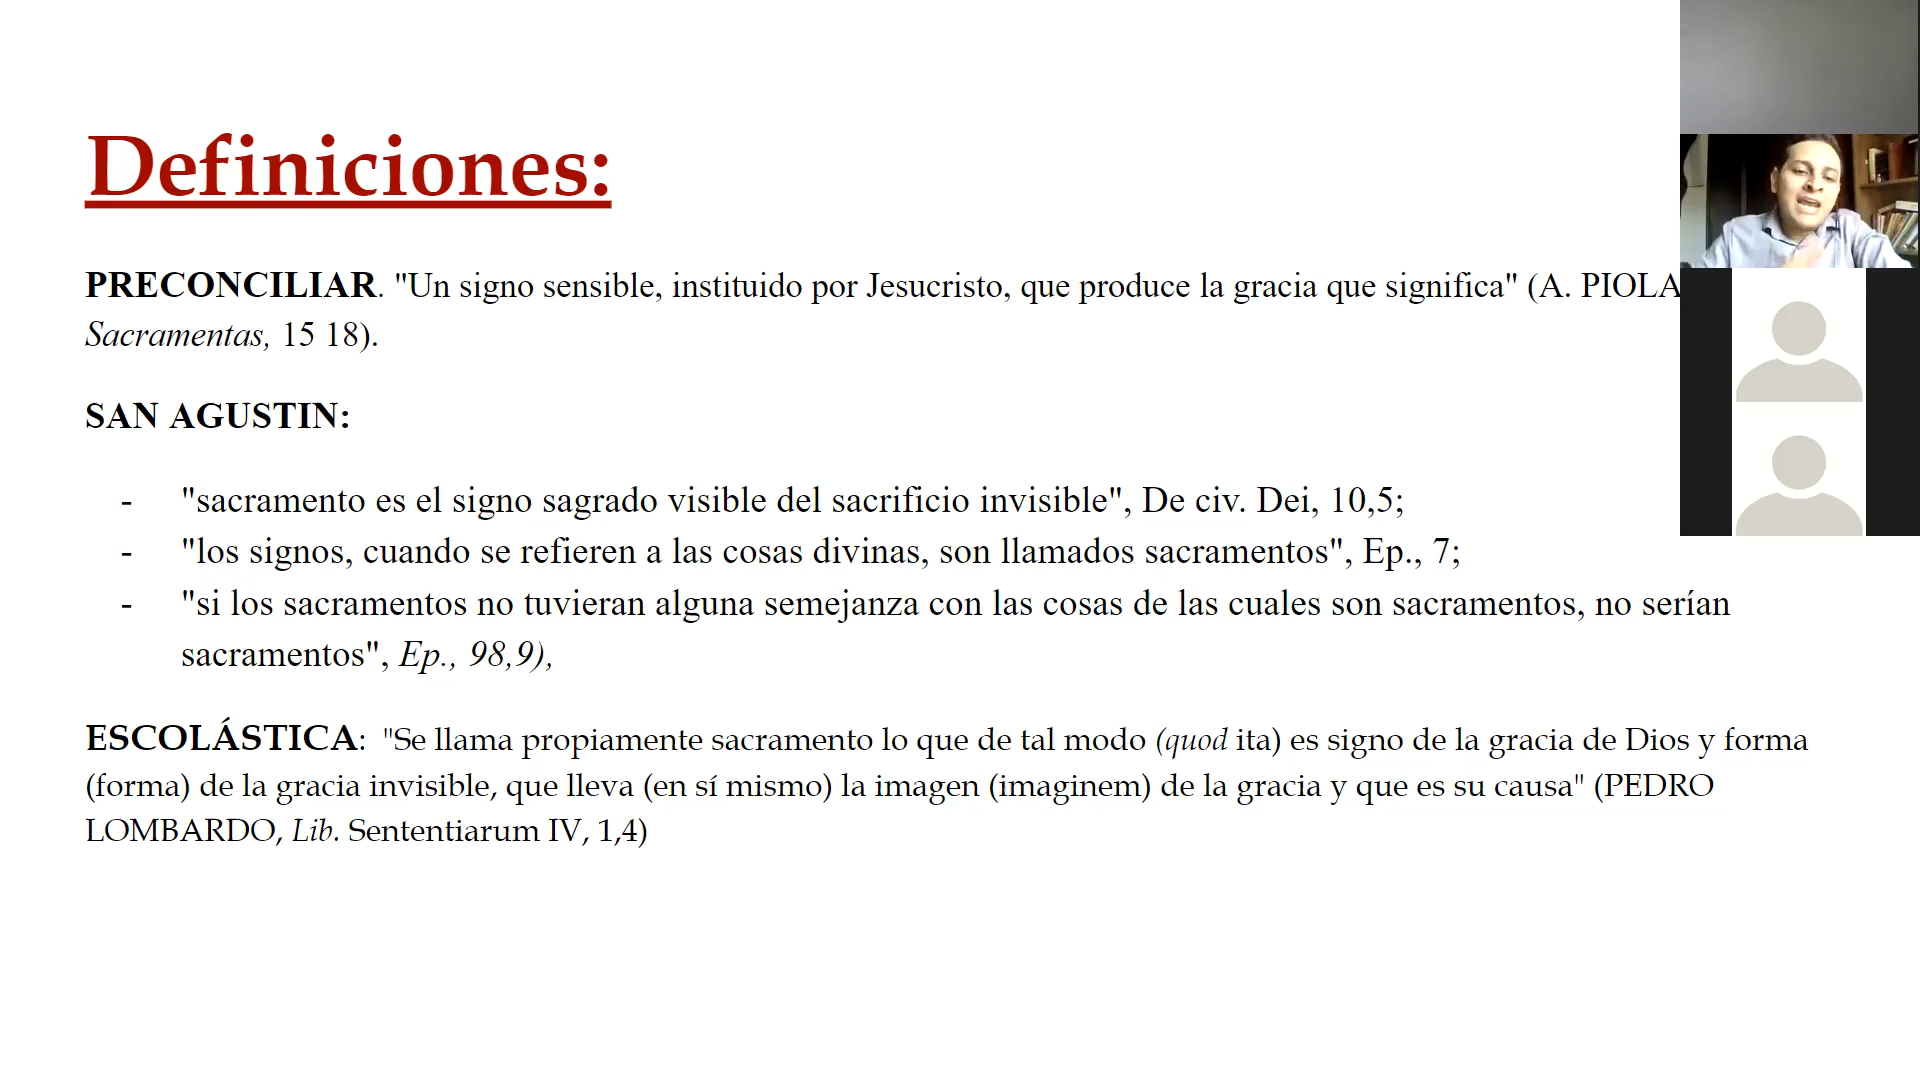 Definiciones:
PRECONCILIAR. "Un signo sensible, instituido por Jesucristo, que produce la gracia que significa" (A. PIOLA
Sacramentas, 15 18).
SAN AGUSTIN:
- "sacramento es el signo sagrado visible del sacrificio invisible", De civ. Dei, 10,5;
- "los signos, cuando se refieren a las cosas divinas, son llamados sacramentos", Ep., 7;
- "si los sacramentos no tuvieran alguna semejanza con las cosas de las cuales son sacramentos, no serían
sacramentos", Ep., 98,9),
ESCOLÁSTICA: "Se llama propiamente sacramento lo que de tal modo (quod ita) es signo de la gracia de Dios y forma
(forma) de la gracia invisible, que lleva (en sí mismo) la imagen (imaginem) de la gracia y que es su causa" (PEDRO
LOMBARDO, Lib. Sententiarum IV, 1,4)